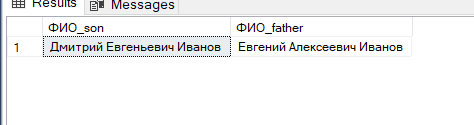 Results Messages
ФИО_son ФИО_father
1 Дмитрий Евгеньевич Иванов Евгений Алексеевич Иванов